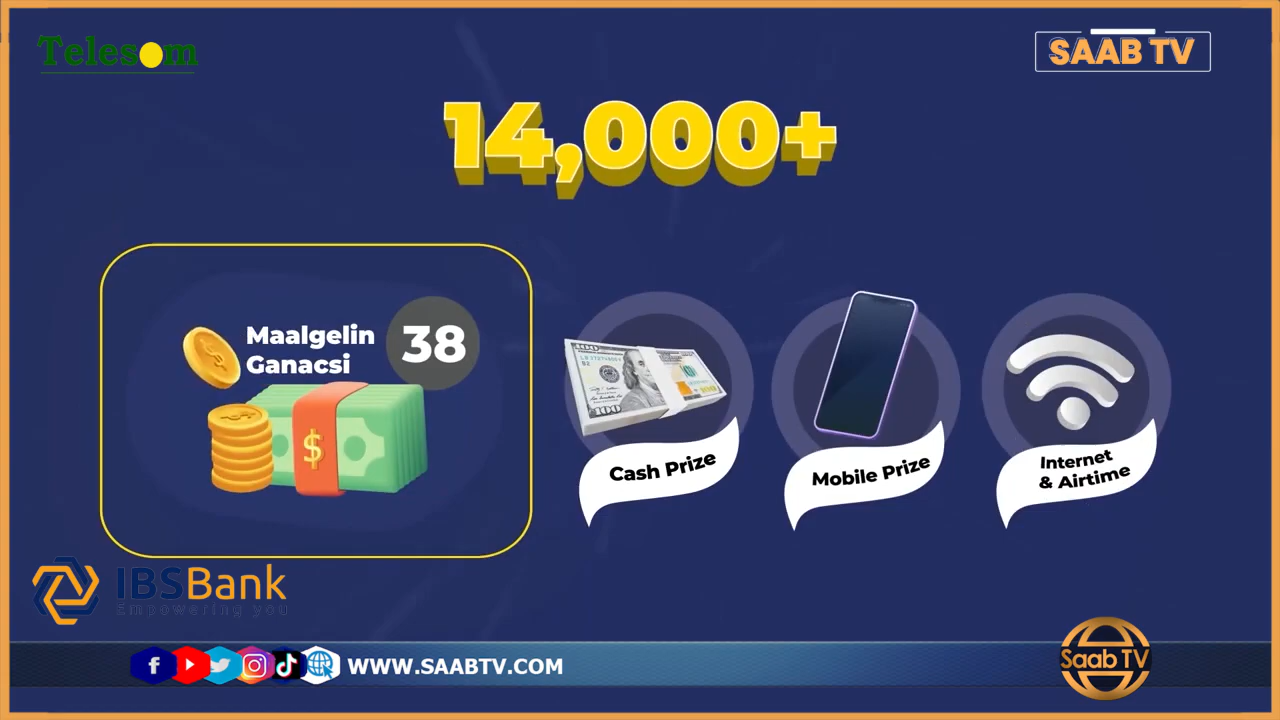 Telesom
SAAB TV
14,000+
Maalgelin
Ganacsi
38
Cash Prize
Mobile Prize
Internet
& Airtime
IBSBank
Empowering you
WWW.SAABTV.COM
Saab TV